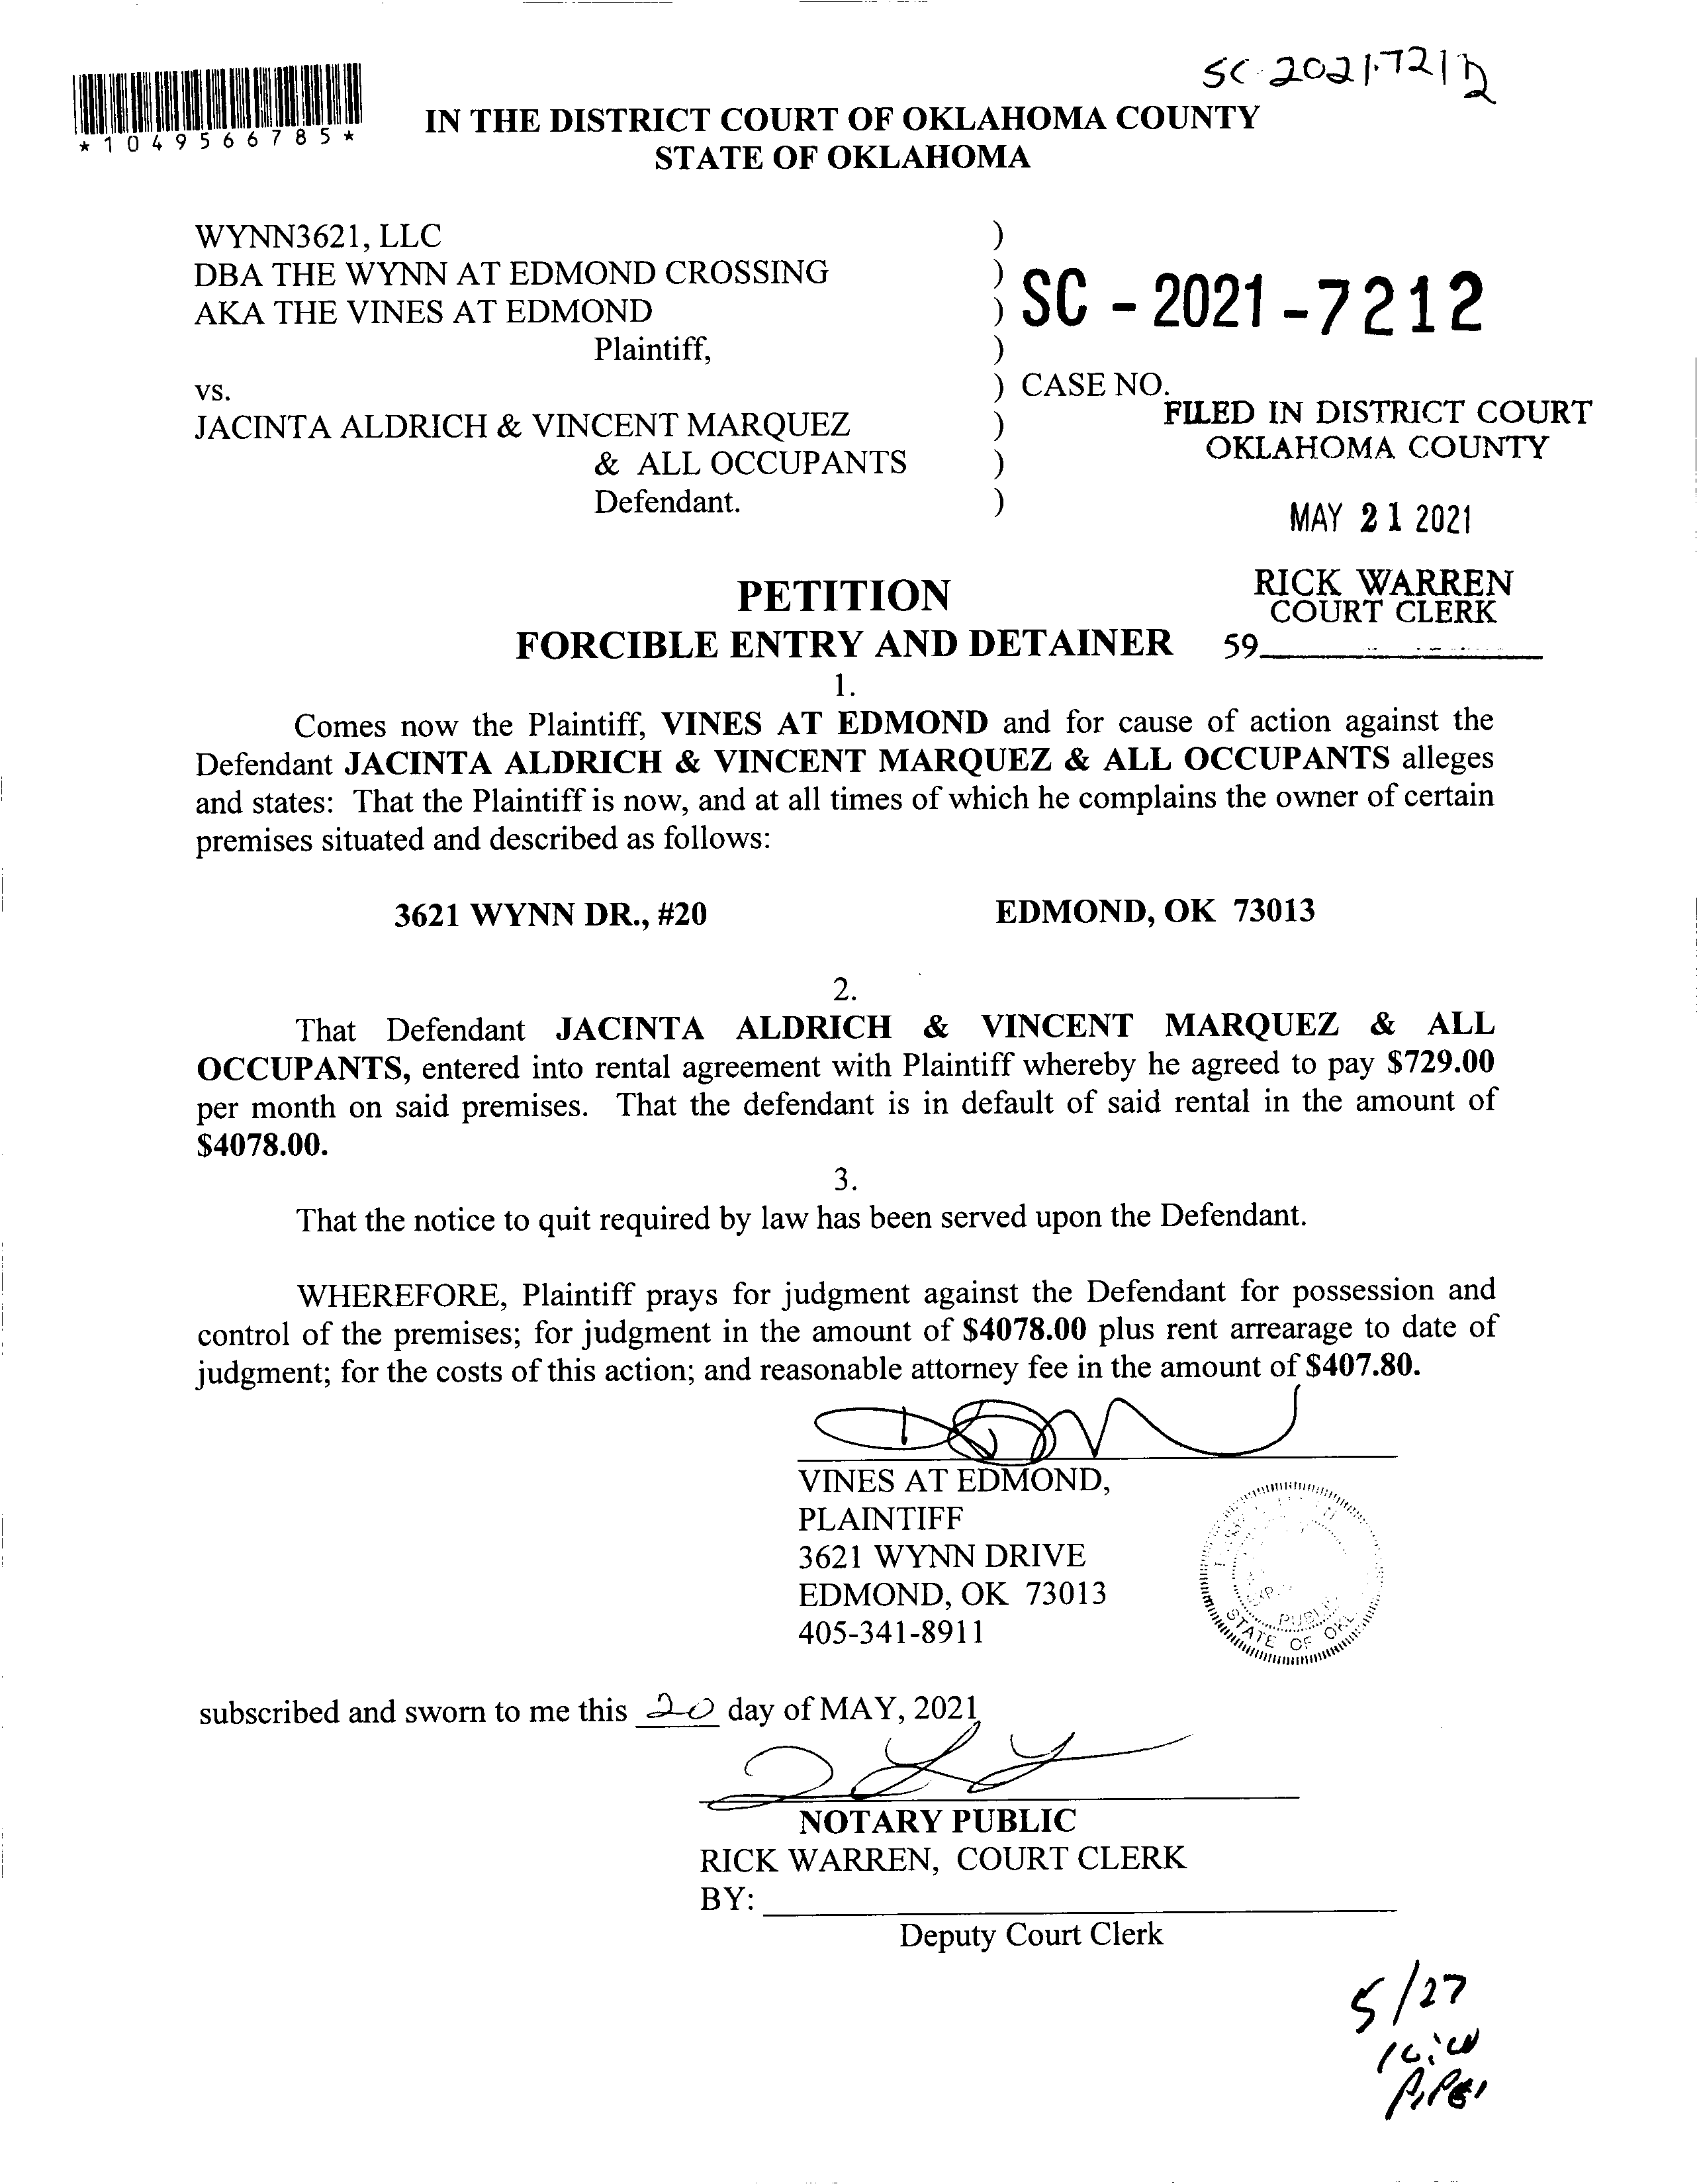 SC 2021-7212
*1049566785*
IN THE DISTRICT COURT OF OKLAHOMA COUNTY
STATE OF OKLAHOMA
WYNN3621, LLC )
DBA THE WYNN AT EDMOND CROSSING )
AKA THE VINES AT EDMOND ) SC - 2021 - 7212
Plaintiff, )
vs. ) CASE NO.
JACINTA ALDRICH & VINCENT MARQUEZ )
& ALL OCCUPANTS )
Defendant. )
FILED IN DISTRICT COURT
OKLAHOMA COUNTY
MAY 21 2021
RICK WARREN
COURT CLERK
59
PETITION
FORCIBLE ENTRY AND DETAINER
1.
Comes now the Plaintiff, VINES AT EDMOND and for cause of action against the
Defendant JACINTA ALDRICH & VINCENT MARQUEZ & ALL OCCUPANTS alleges
and states: That the Plaintiff is now, and at all times of which he complains the owner of certain
premises situated and described as follows:
3621 WYNN DR., #20 EDMOND, OK 73013
2.
That Defendant JACINTA ALDRICH & VINCENT MARQUEZ & ALL
OCCUPANTS, entered into rental agreement with Plaintiff whereby he agreed to pay $729.00
per month on said premises. That the defendant is in default of said rental in the amount of
$4078.00.
3.
That the notice to quit required by law has been served upon the Defendant.
WHEREFORE, Plaintiff prays for judgment against the Defendant for possession and
control of the premises; for judgment in the amount of $4078.00 plus rent arrearage to date of
judgment; for the costs of this action; and reasonable attorney fee in the amount of $407.80.
VINES AT EDMOND,
PLAINTIFF
3621 WYNN DRIVE
EDMOND, OK 73013
405-341-8911
EXP.
PUBLIC
STATE OF OKL
subscribed and sworn to me this 20 day of MAY, 2021
NOTARY PUBLIC
RICK WARREN, COURT CLERK
BY:
Deputy Court Clerk
5/27